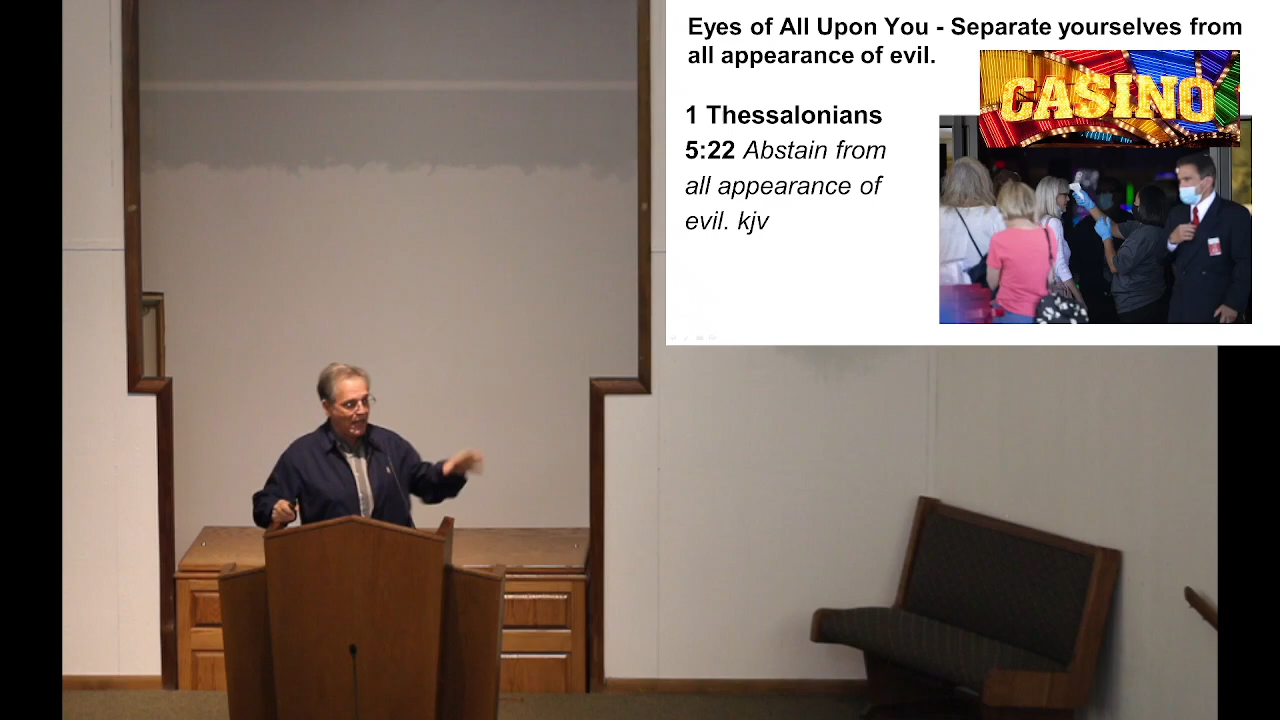 Eyes of All Upon You - Separate yourselves from
all appearance of evil.
CASINO
1 Thessalonians
5:22 Abstain from
all appearance of
evil. kjv